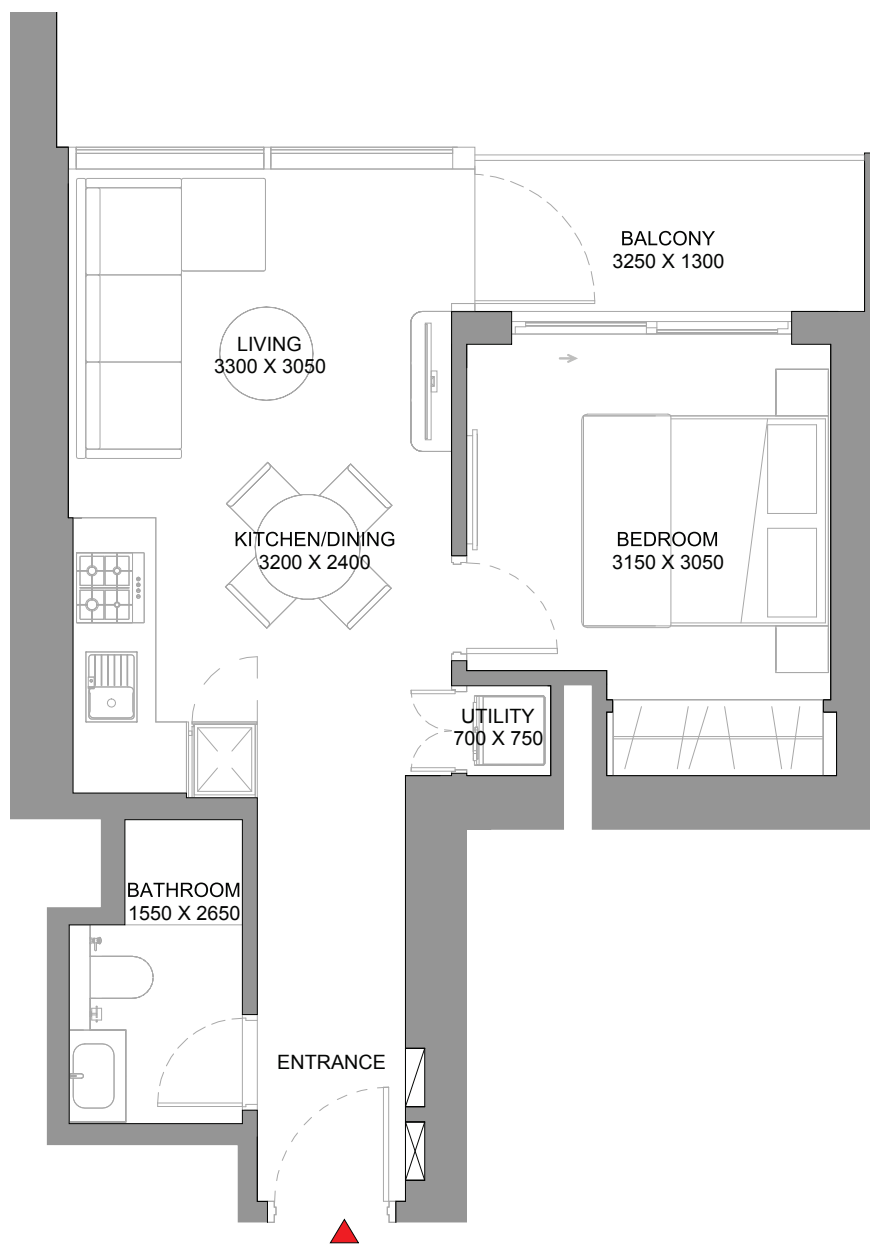 BALCONY
3250 X 1300
LIVING
3300 X 3050
KITCHEN/DINING
3200 X 2400
BEDROOM
3150 X 3050
UTILITY
700 X 750
BATHROOM
1550 X 2650
ENTRANCE